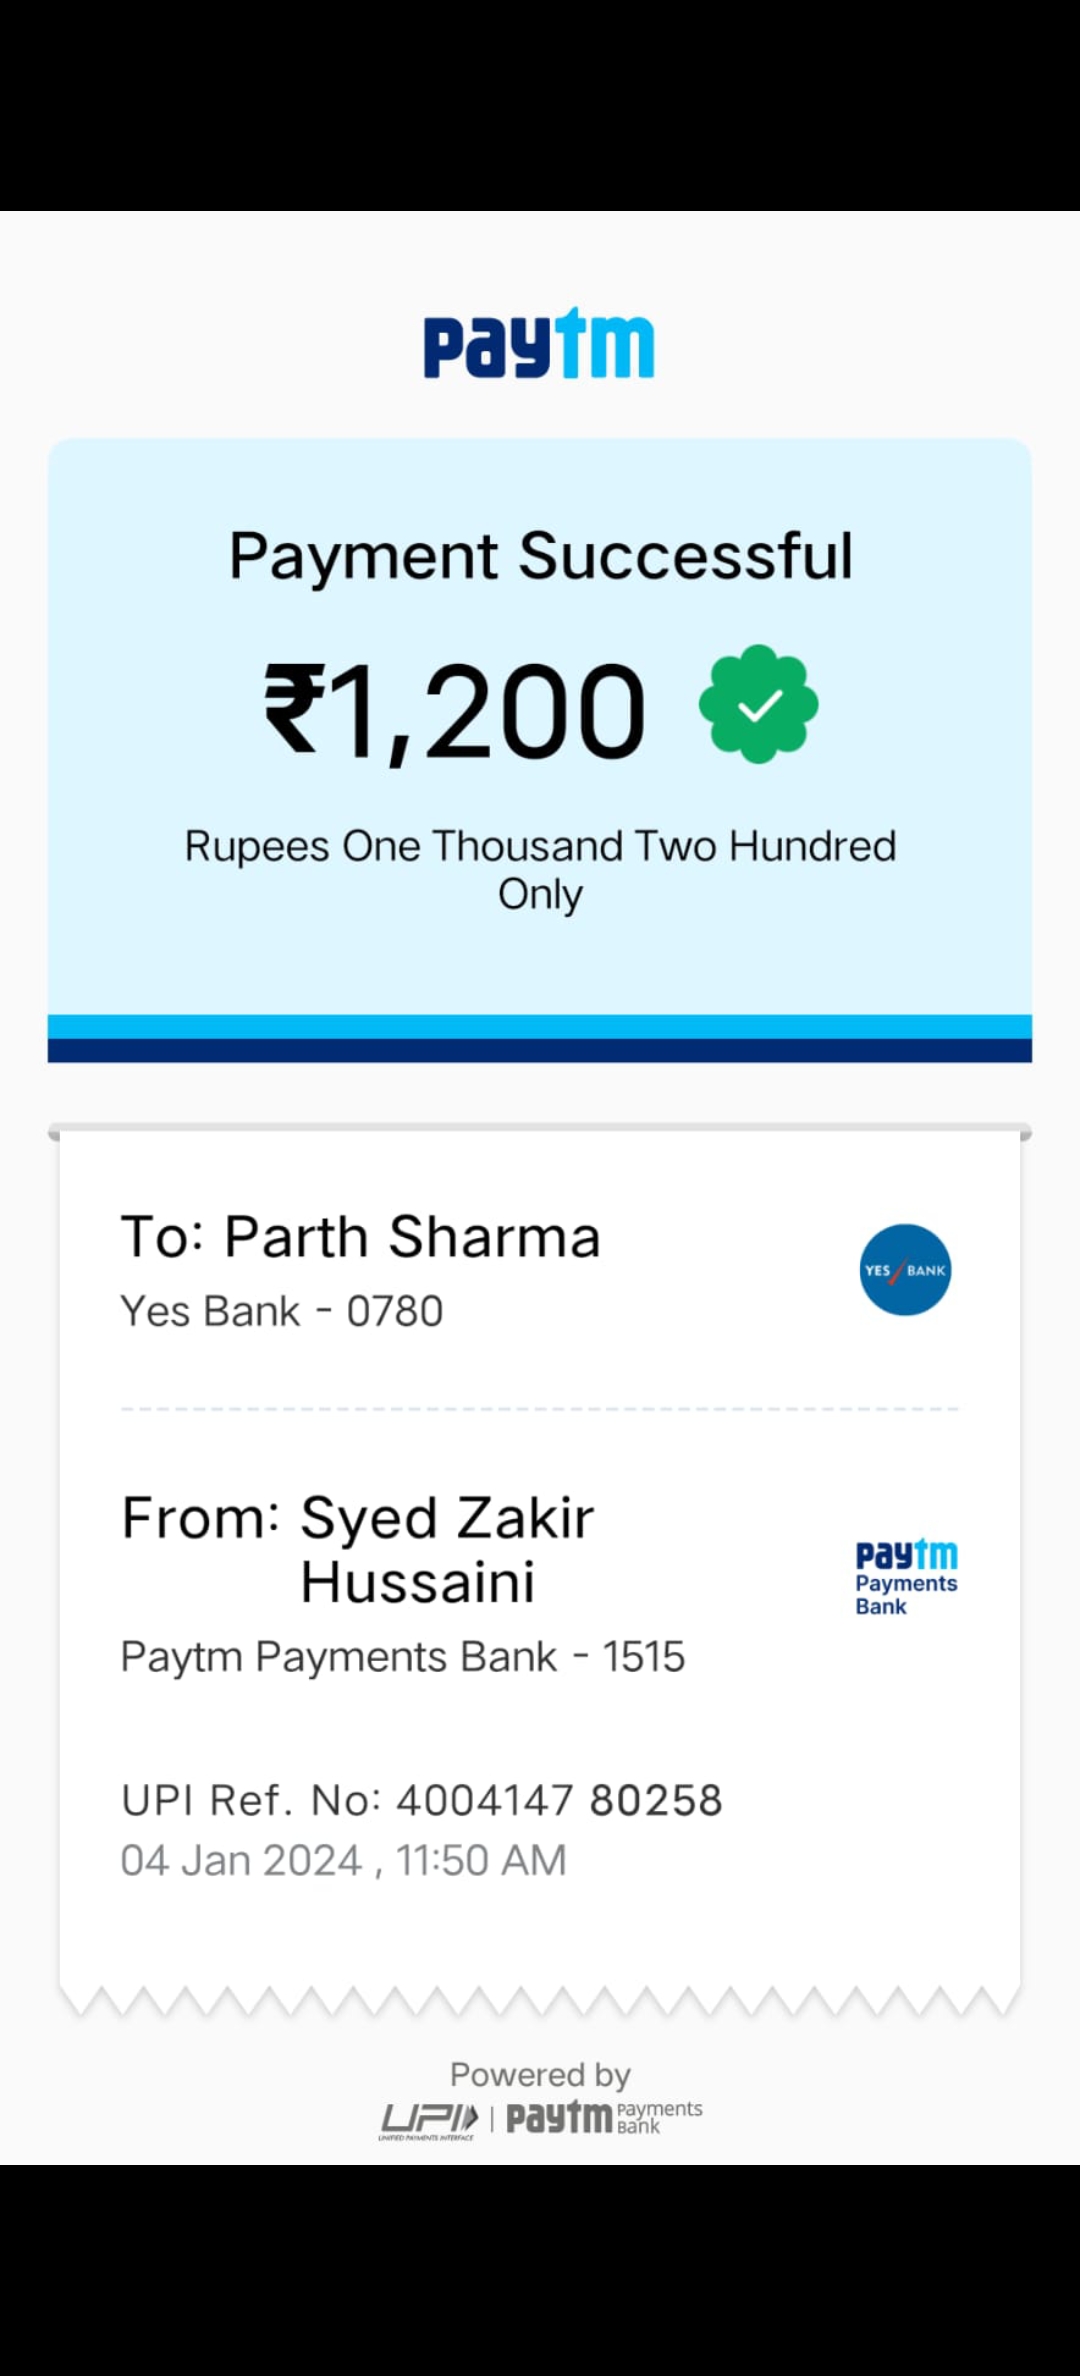 paytm
Payment Successful
₹1,200
Rupees One Thousand Two Hundred
Only
To: Parth Sharma
Yes Bank - 0780
YES BANK
From: Syed Zakir
Hussaini
Paytm Payments Bank - 1515
paytm
Payments
Bank
UPI Ref. No: 4004147 80258
04 Jan 2024 , 11:50 AM
Powered by
UPI | paytm Payments Bank
UNIFIED PAYMENTS INTERFACE